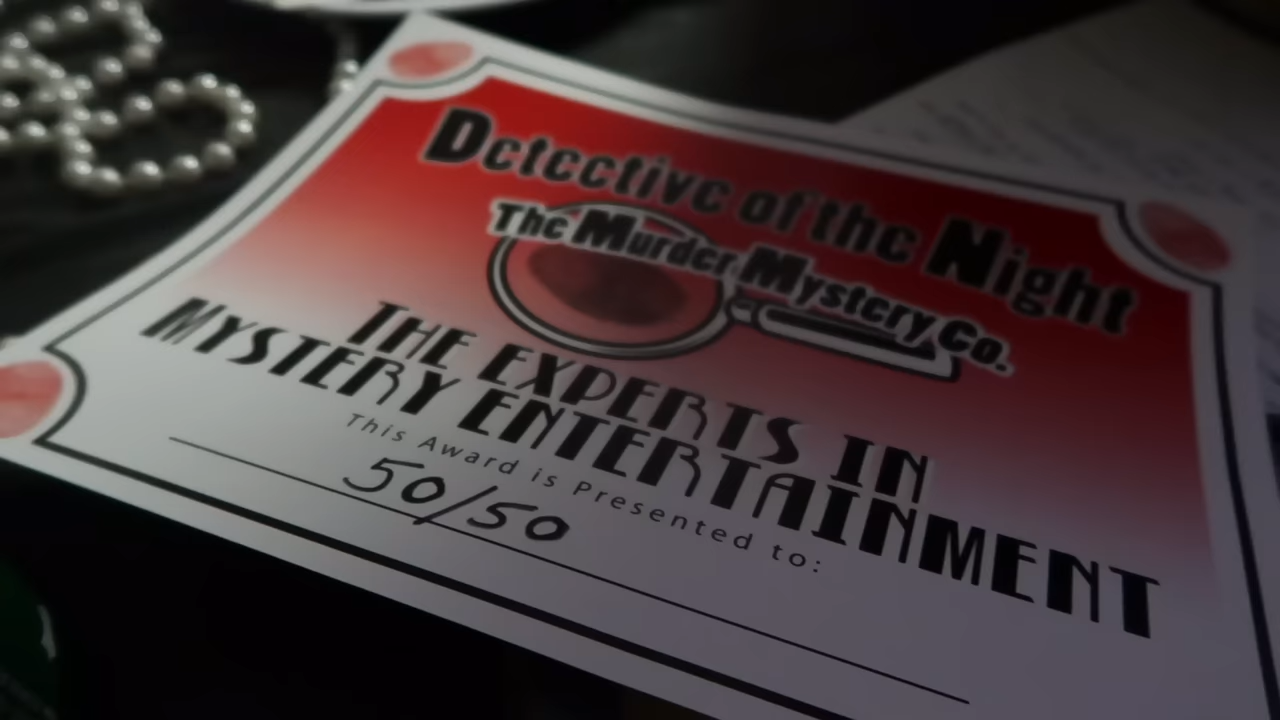 Detective of the Night
The Murder Mystery Co.
THE EXPERTS IN
MYSTERY ENTERTAINMENT
This Award is Presented to:
50/50